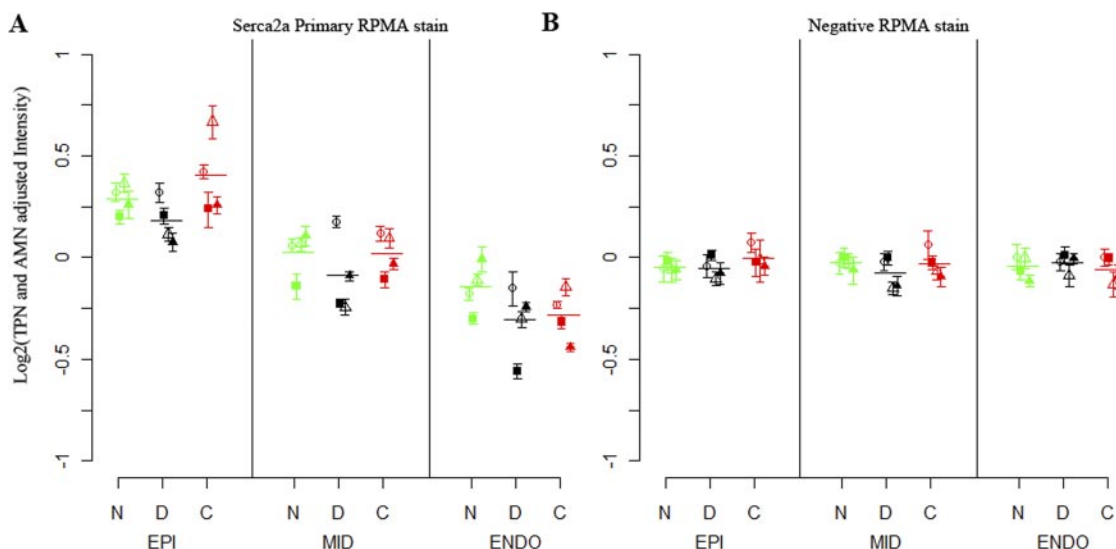 A
Serca2a Primary RPMA stain
B
Negative RPMA stain
Log2(TPN and AMN adjusted Intensity)
1
0.5
0
-0.5
-1
1
0.5
0
-0.5
-1
N D C N D C N D C
EPI MID ENDO
N D C N D C N D C
EPI MID ENDO